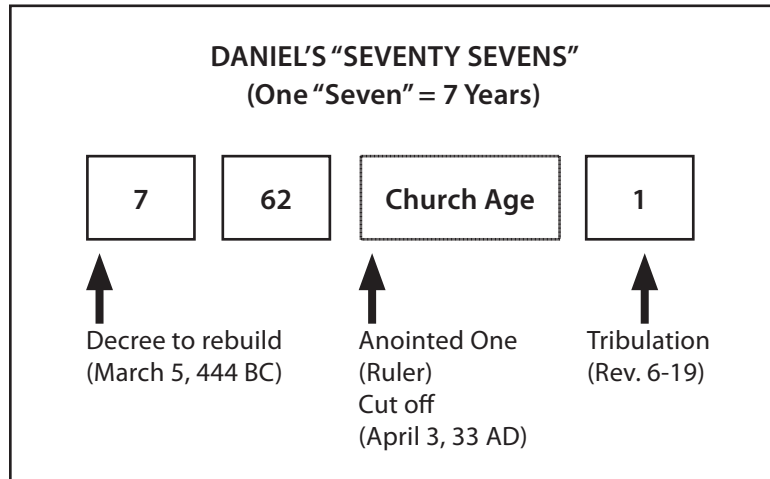 DANIEL’S “SEVENTY SEVENS”
(One “Seven” = 7 Years)
7
62
Church Age
1
Decree to rebuild
(March 5, 444 BC)
Anointed One
(Ruler)
Cut off
(April 3, 33 AD)
Tribulation
(Rev. 6-19)